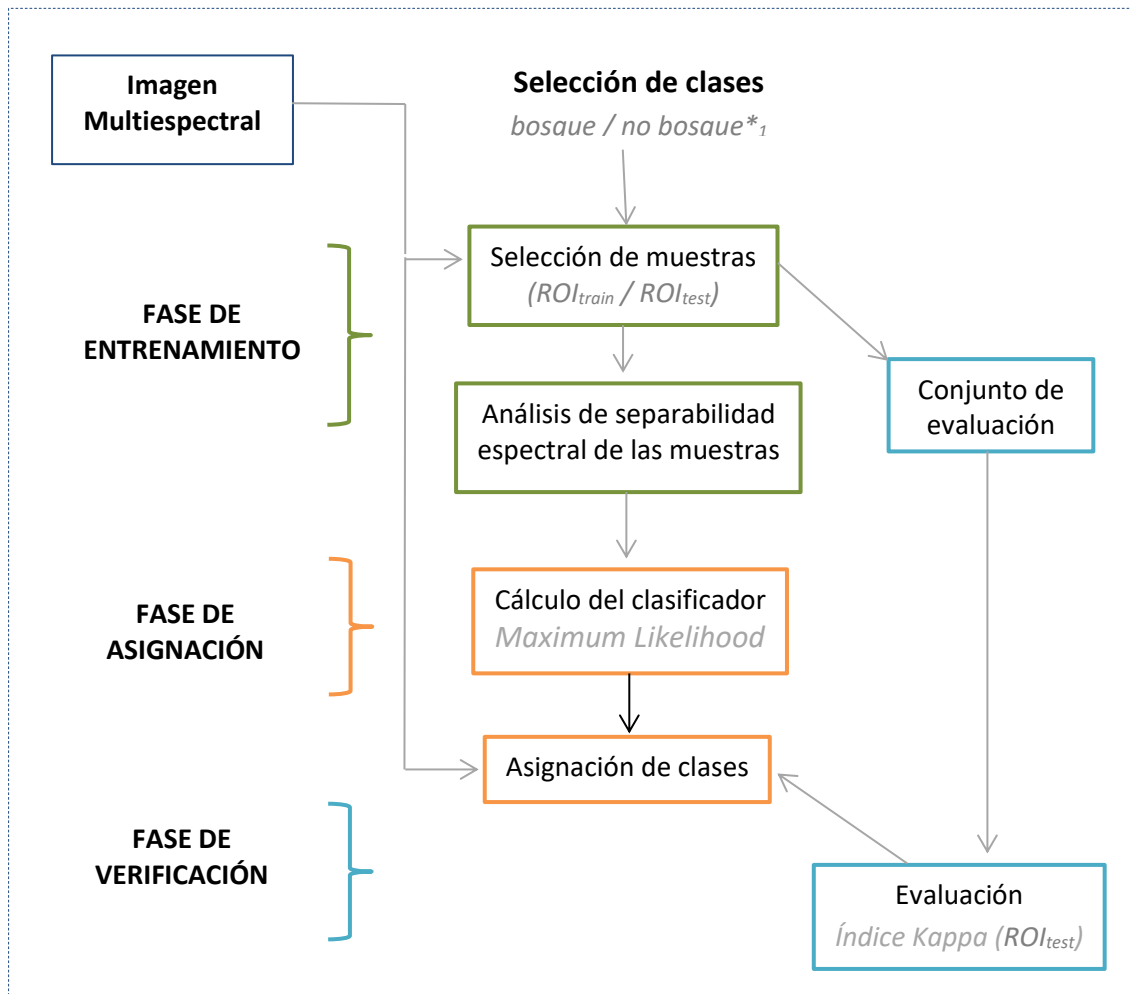 Imagen
Multiespectral
Selección de clases
bosque / no bosque*1
Selección de muestras
(ROItrain / ROItest)
FASE DE
ENTRENAMIENTO
Conjunto de
evaluación
Análisis de separabilidad
espectral de las muestras
FASE DE
ASIGNACIÓN
Cálculo del clasificador
Maximum Likelihood
Asignación de clases
FASE DE
VERIFICACIÓN
Evaluación
Índice Kappa (ROItest)